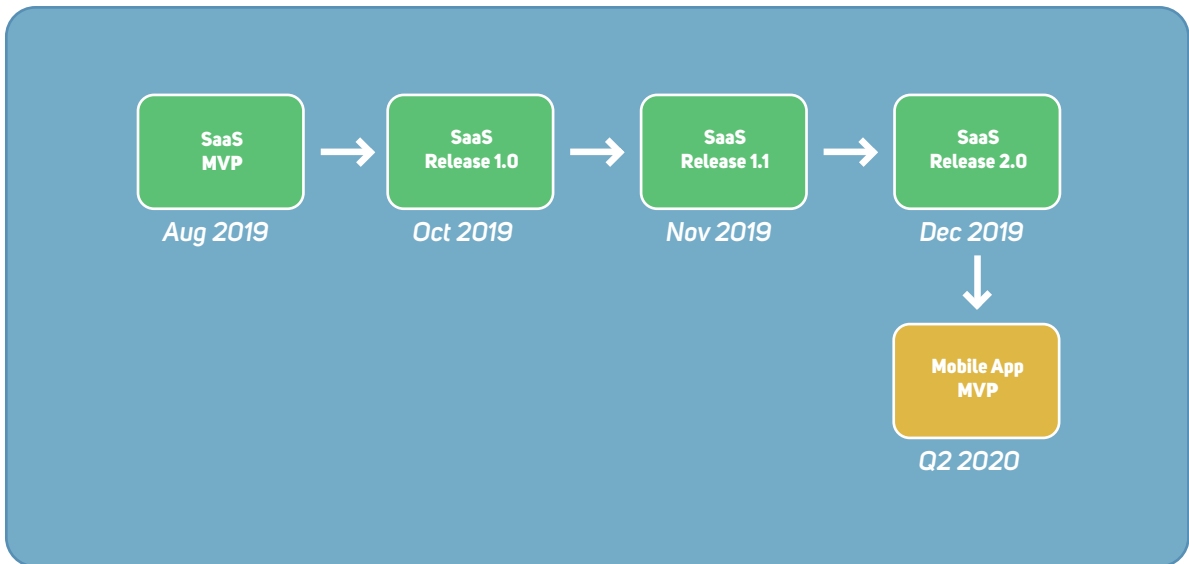 SaaS
MVP
Aug 2019
SaaS
Release 1.0
Oct 2019
SaaS
Release 1.1
Nov 2019
SaaS
Release 2.0
Dec 2019
Mobile App
MVP
Q2 2020